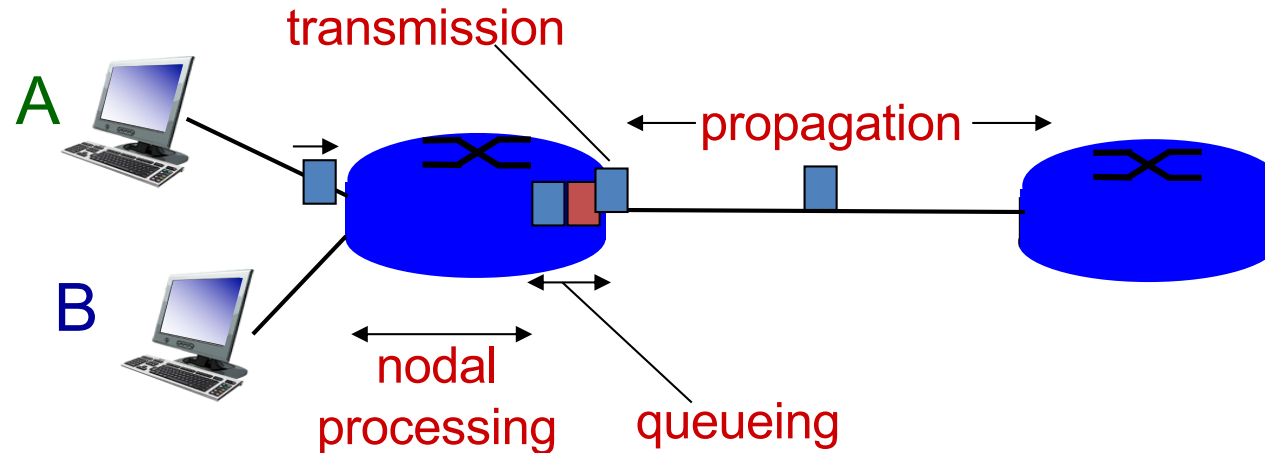 transmission
A
propagation
B
nodal
processing
queueing